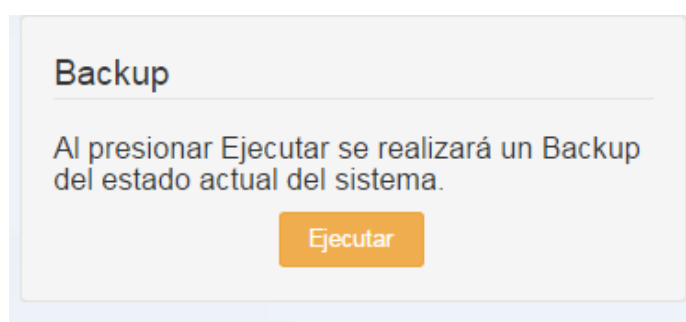 Backup
Al presionar Ejecutar se realizará un Backup
del estado actual del sistema.
Ejecutar